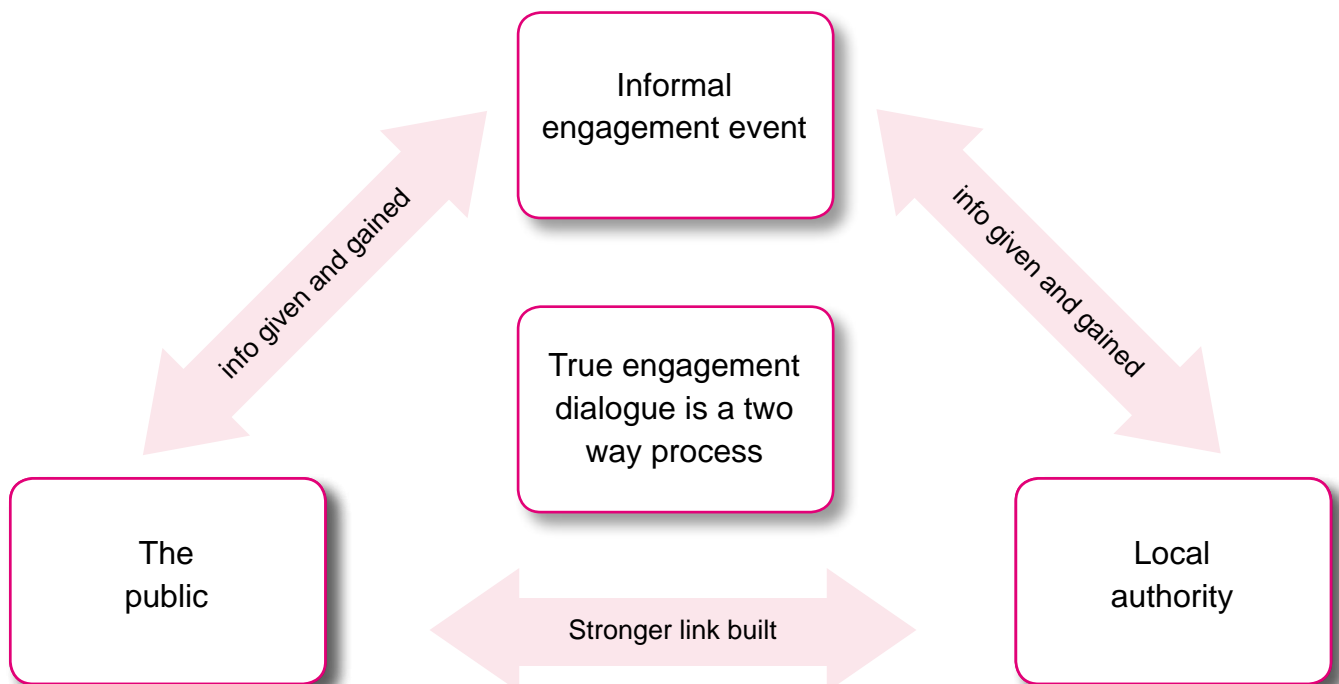 Informal
engagement event
info given and gained
info given and gained
True engagement
dialogue is a two
way process
The
public
Local
authority
Stronger link built